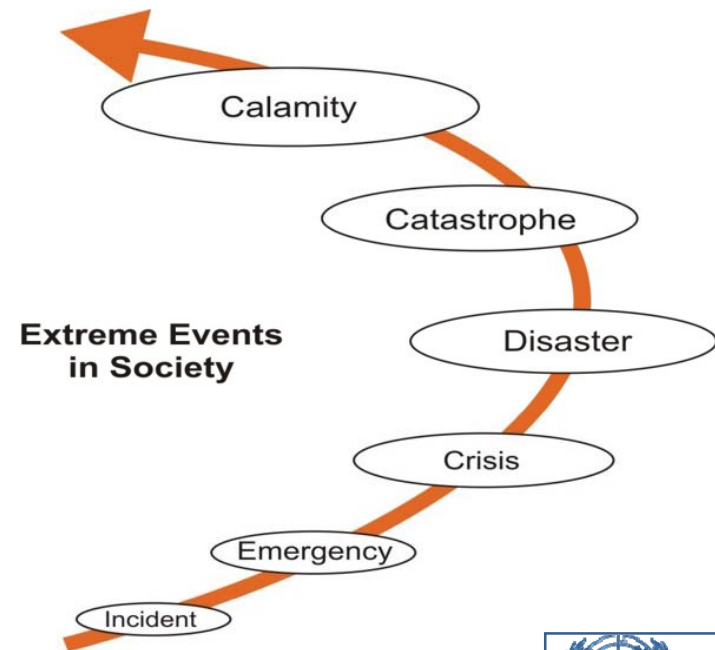 Calamity
Catastrophe
Extreme Events
in Society
Disaster
Crisis
Emergency
Incident